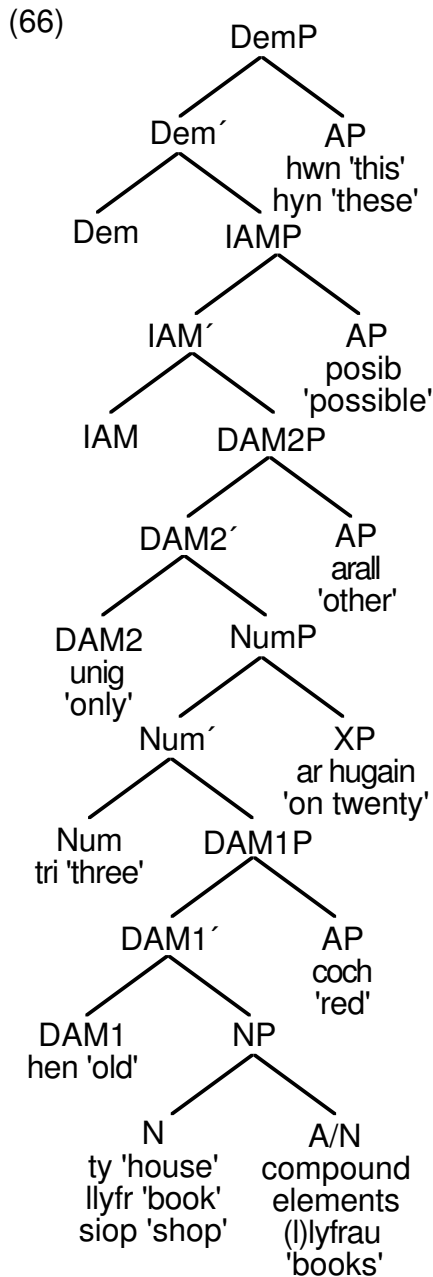 (66)
DemP
Dem´ AP
hwn 'this'
hyn 'these'
Dem IAMP
IAM´ AP
posib
'possible'
IAM DAM2P
DAM2´ AP
arall
'other'
DAM2 NumP
unig
'only'
Num´ XP
ar hugain
'on twenty'
Num DAM1P
tri 'three'
DAM1´ AP
coch
'red'
DAM1 NP
hen 'old'
N A/N
ty 'house' compound
llyfr 'book' elements
siop 'shop' (l)lyfrau
'books'